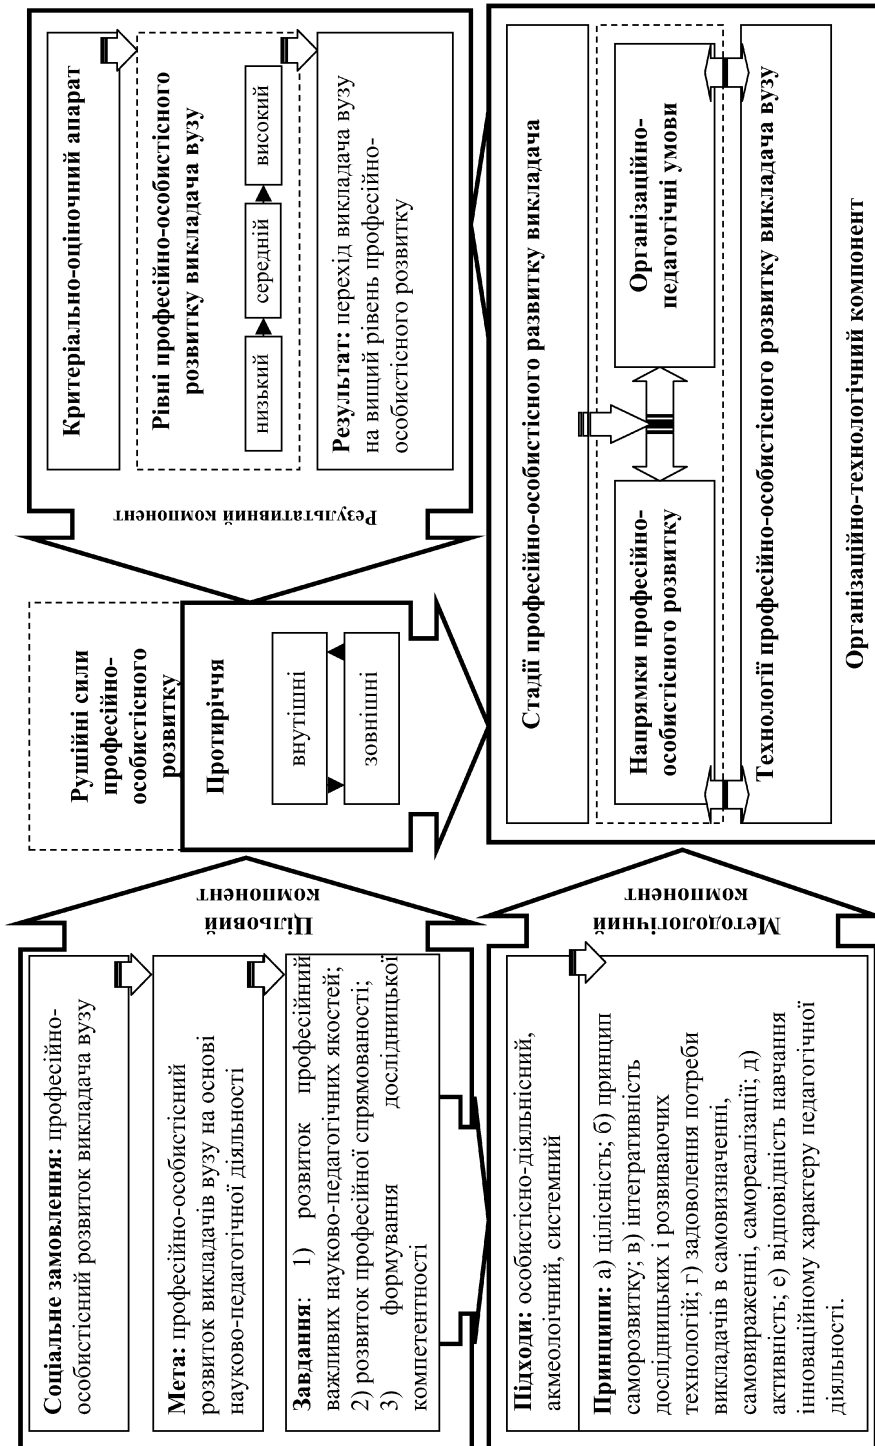 Соціальне замовлення: професійно-
особистісний розвиток викладача вузу
Мета: професійно-особистісний
розвиток викладачів вузу на основі
науково-педагогічної діяльності
Завдання: 1) розвиток професійний
важливих науково-педагогічних якостей;
2) розвиток професійної спрямованості;
3) формування дослідницької
компетентності
Цільовий
компонент
Рушійні сили
професійно-
особистісного
розвитку
Протиріччя
внутішні
зовнішні
Критеріально-оціночний апарат
Рівні професійно-особистісного
розвитку викладача вузу
низький
середній
високий
Результат: перехід викладача вузу
на вищий рівень професійно-
особистісного розвитку
Результативний компонент
Підходи: особистісно-діяльнісний,
акмелоічний, системний
Принципи: а) цілісність; б) принцип
саморозвитку; в) інтегративність
дослідницьких і розвиваючих
технологій; г) задоволення потреби
викладачів в самовизначенні,
самовираженні, самореалізації; д)
активність; е) відповідність навчання
інноваційному характеру педагогічної
діяльності.
Методологічний
компонент
Стадії професійно-особистісного развитку викладача
Напрямки професійно-
особистісного розвитку
Організаційно-
педагогічні умови
Технології професійно-особистісного розвитку викладача вузу
Організаційно-технологічний компонент